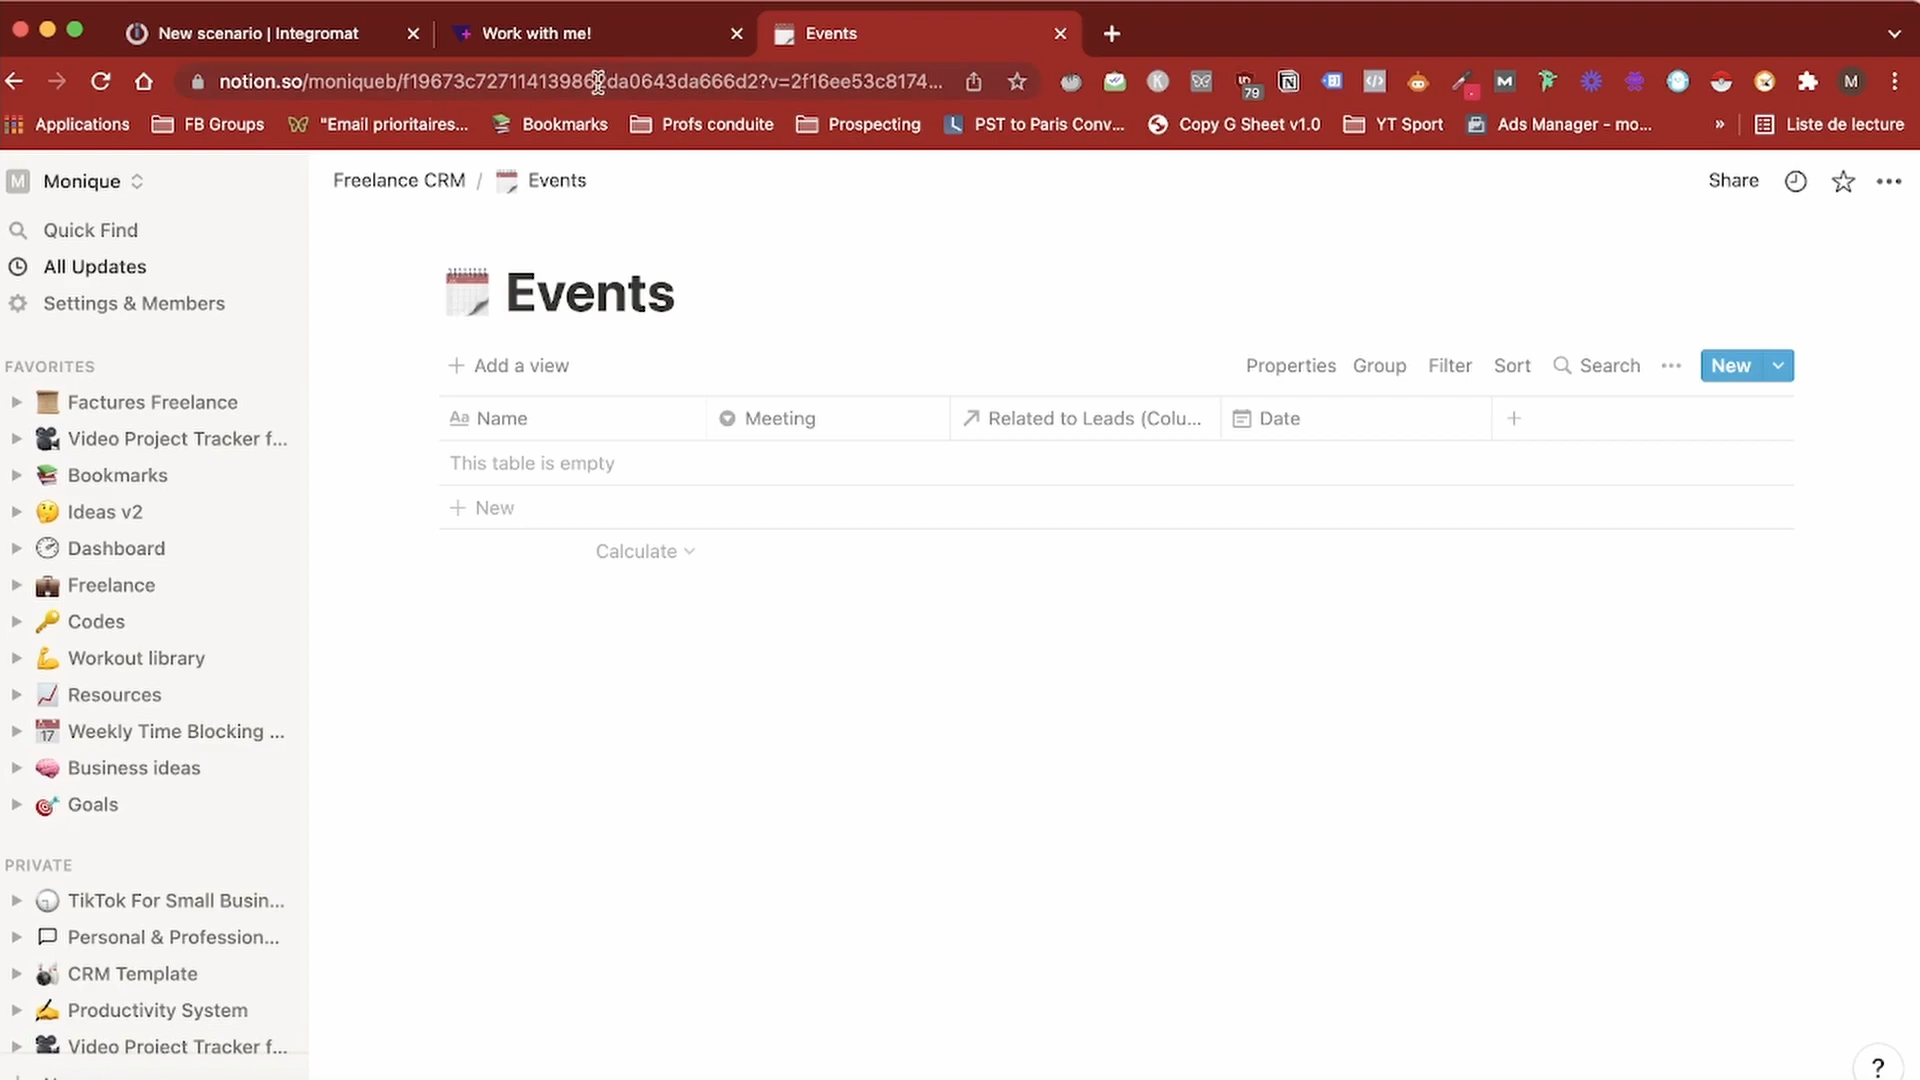 New scenario | Integromat
Work with me!
Events
notion.so/moniqueb/f19673c727114139862da0643da666d2?v=2f16ee53c8174...
79
M
Applications
FB Groups
"Email prioritaires...
Bookmarks
Profs conduite
Prospecting
PST to Paris Conv...
Copy G Sheet v1.0
YT Sport
Ads Manager - mo...
»
Liste de lecture
M Monique
Freelance CRM / Events
Share
Quick Find
All Updates
Settings & Members
Events
Add a view
Properties
Group
Filter
Sort
Search
New
Aa Name
Meeting
Related to Leads (Colu...
Date
This table is empty
New
Calculate
FAVORITES
Factures Freelance
Video Project Tracker f...
Bookmarks
Ideas v2
Dashboard
Freelance
Codes
Workout library
Resources
17 Weekly Time Blocking ...
Business ideas
Goals
PRIVATE
TikTok For Small Busin...
Personal & Profession...
CRM Template
Productivity System
Video Project Tracker f...
?